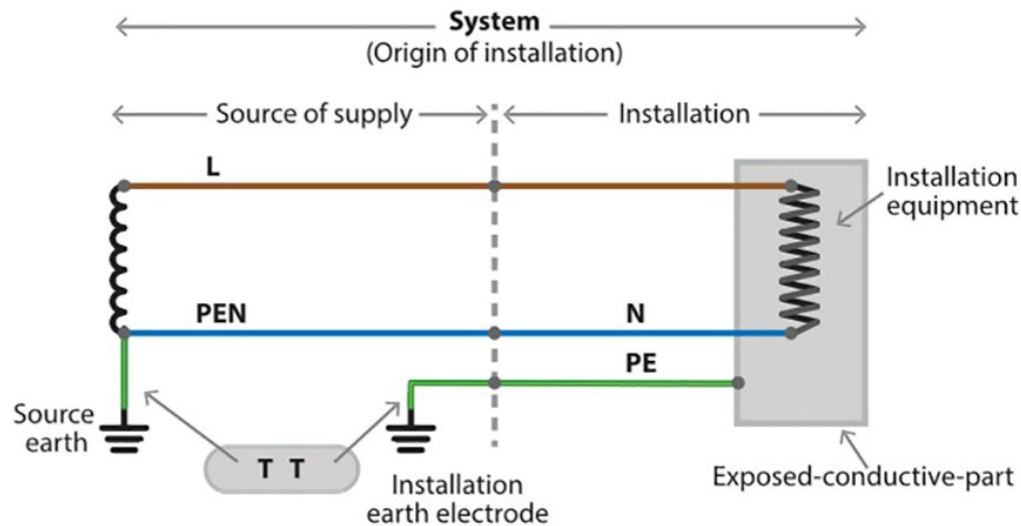 System
(Origin of installation)
Source of supply
Installation
L
Installation
equipment
PEN
N
PE
Source
earth
T T
Installation
earth electrode
Exposed-conductive-part